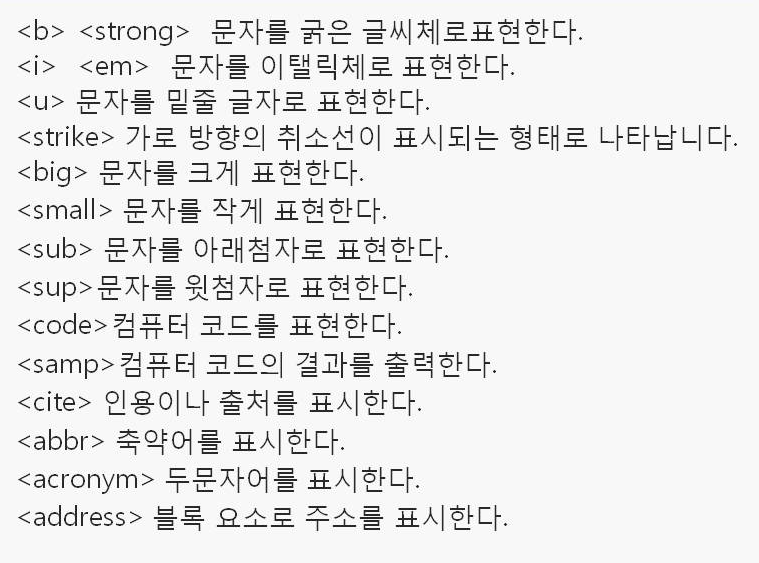 <b> <strong> 문자를 굵은 글씨체로표현한다.
<i> <em> 문자를 이탤릭체로 표현한다.
<u> 문자를 밑줄 글자로 표현한다.
<strike> 가로 방향의 취소선이 표시되는 형태로 나타납니다.
<big> 문자를 크게 표현한다.
<small> 문자를 작게 표현한다.
<sub> 문자를 아래첨자로 표현한다.
<sup>문자를 윗첨자로 표현한다.
<code>컴퓨터 코드를 표현한다.
<samp>컴퓨터 코드의 결과를 출력한다.
<cite> 인용이나 출처를 표시한다.
<abbr> 축약어를 표시한다.
<acronym> 두문자어를 표시한다.
<address> 블록 요소로 주소를 표시한다.